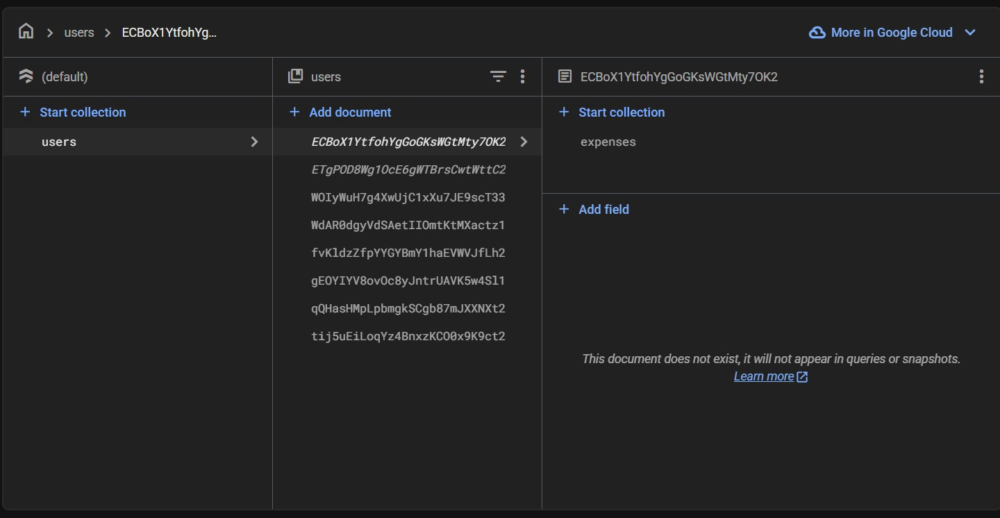 users
ECBoX1YtfohYg...
More in Google Cloud
(default)
users
ECBoX1YtfohYgGoGKsWGtMty7OK2
Start collection
users
Add document
ECBoX1YtfohYgGoGKsWGtMty7OK2
ETgPOD8Wg1OcE6gWTBrsCwtWttC2
WOIyWuH7g4XwUjC1xXu7JE9scT33
WdAR0dgyVdSAetIIOmtKtMXactz1
fvKldzZfpYYGYBmY1haEVWVJfLh2
gEOYIYV8ovOc8yJntrUAVK5w4Sl1
qQHasHMpLpbmgkSCgb87mJXXNXt2
tij5uEiLoqYz4BnxzKCO0x9K9ct2
Start collection
expenses
Add field
This document does not exist, it will not appear in queries or snapshots.
Learn more